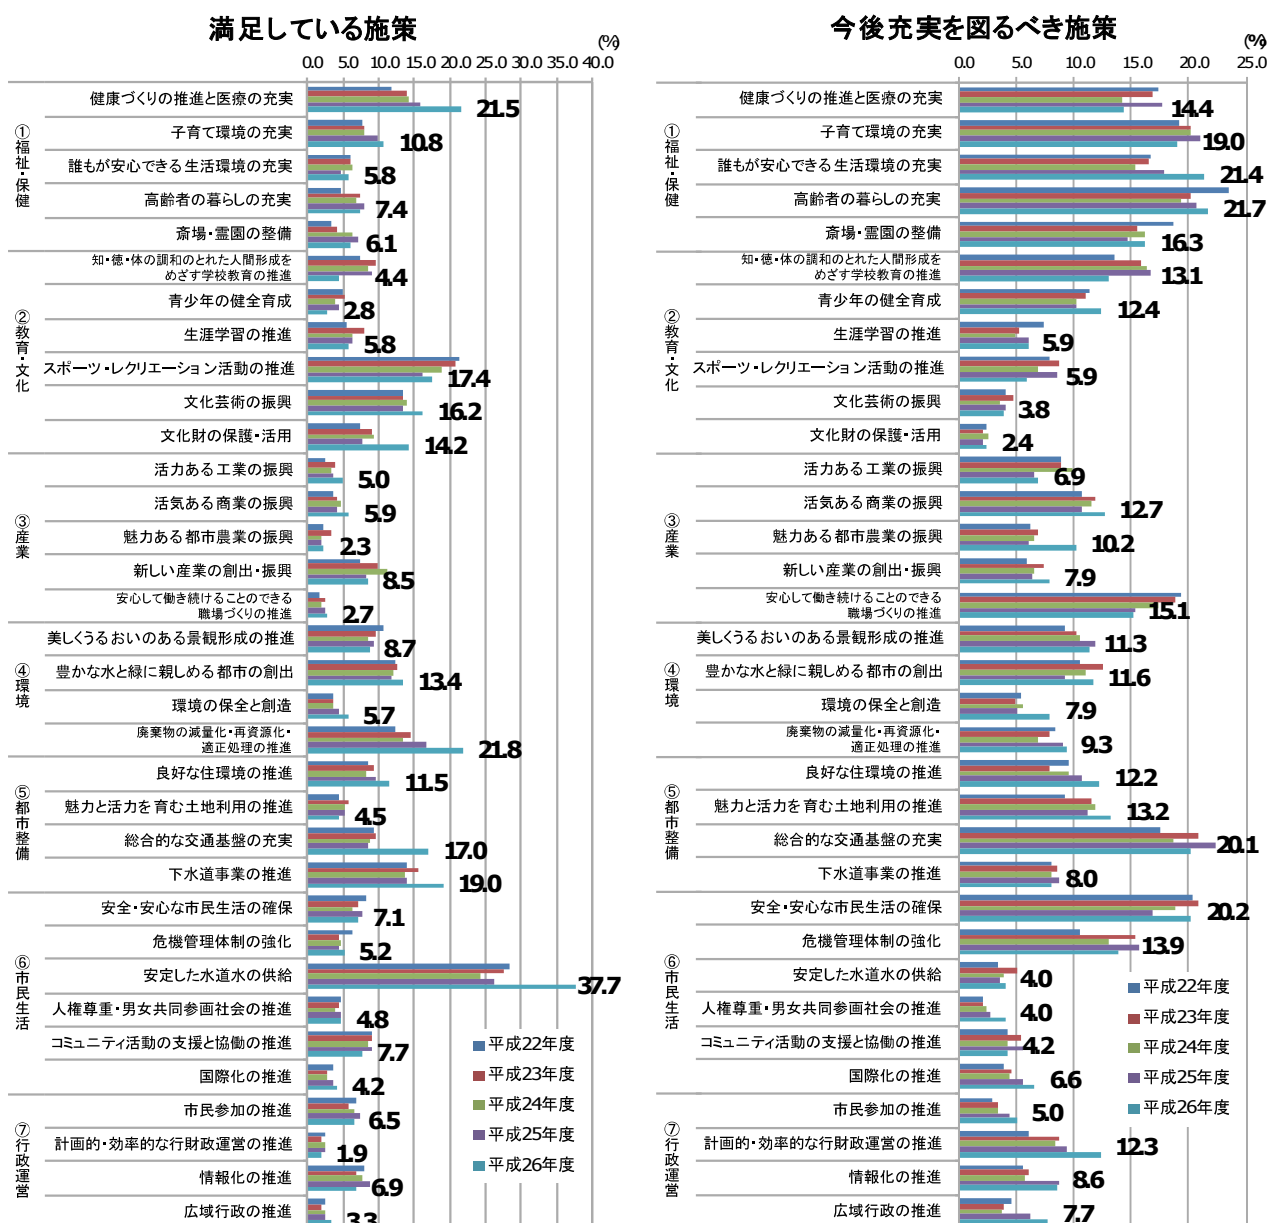 満足している施策
(%)
0.0 5.0 10.0 15.0 20.0 25.0 30.0 35.0 40.0
①福祉・保健
健康づくりの推進と医療の充実 21.5
子育て環境の充実 10.8
誰もが安心できる生活環境の充実 5.8
高齢者の暮らしの充実 7.4
斎場・霊園の整備 6.1
②教育・文化
知・徳・体の調和のとれた人間形成を
めざす学校教育の推進 4.4
青少年の健全育成 2.8
生涯学習の推進 5.8
スポーツ・レクリエーション活動の推進 17.4
文化芸術の振興 16.2
文化財の保護・活用 14.2
③産業
活力ある工業の振興 5.0
活気ある商業の振興 5.9
魅力ある都市農業の振興 2.3
新しい産業の創出・振興 8.5
安心して働き続けることのできる
職場づくりの推進 2.7
④環境
美しくうるおいのある景観形成の推進 8.7
豊かな水と緑に親しめる都市の創出 13.4
環境の保全と創造 5.7
廃棄物の減量化・再資源化・
適正処理の推進 21.8
⑤都市整備
良好な住環境の推進 11.5
魅力と活力を育む土地利用の推進 4.5
総合的な交通基盤の充実 17.0
下水道事業の推進 19.0
⑥市民生活
安全・安心な市民生活の確保 7.1
危機管理体制の強化 5.2
安定した水道水の供給 37.7
人権尊重・男女共同参画社会の推進 4.8
コミュニティ活動の支援と協働の推進 7.7
国際化の推進 4.2
⑦行政運営
市民参加の推進 6.5
計画的・効率的な行財政運営の推進 1.9
情報化の推進 6.9
広域行政の推進 3.3
平成22年度
平成23年度
平成24年度
平成25年度
平成26年度
今後充実を図るべき施策
(%)
0.0 5.0 10.0 15.0 20.0 25.0
①福祉・保健
健康づくりの推進と医療の充実 14.4
子育て環境の充実 19.0
誰もが安心できる生活環境の充実 21.4
高齢者の暮らしの充実 21.7
斎場・霊園の整備 16.3
②教育・文化
知・徳・体の調和のとれた人間形成を
めざす学校教育の推進 13.1
青少年の健全育成 12.4
生涯学習の推進 5.9
スポーツ・レクリエーション活動の推進 5.9
文化芸術の振興 3.8
文化財の保護・活用 2.4
③産業
活力ある工業の振興 6.9
活気ある商業の振興 12.7
魅力ある都市農業の振興 10.2
新しい産業の創出・振興 7.9
安心して働き続けることのできる
職場づくりの推進 15.1
④環境
美しくうるおいのある景観形成の推進 11.3
豊かな水と緑に親しめる都市の創出 11.6
環境の保全と創造 7.9
廃棄物の減量化・再資源化・
適正処理の推進 9.3
⑤都市整備
良好な住環境の推進 12.2
魅力と活力を育む土地利用の推進 13.2
総合的な交通基盤の充実 20.1
下水道事業の推進 8.0
⑥市民生活
安全・安心な市民生活の確保 20.2
危機管理体制の強化 13.9
安定した水道水の供給 4.0
人権尊重・男女共同参画社会の推進 4.0
コミュニティ活動の支援と協働の推進 4.2
国際化の推進 6.6
⑦行政運営
市民参加の推進 5.0
計画的・効率的な行財政運営の推進 12.3
情報化の推進 8.6
広域行政の推進 7.7
平成22年度
平成23年度
平成24年度
平成25年度
平成26年度